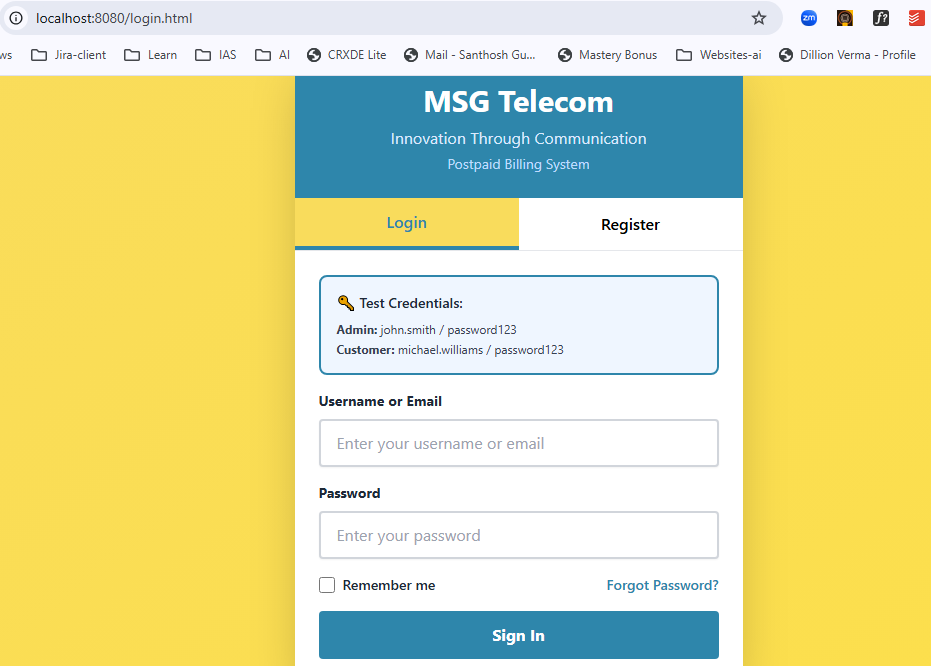 localhost:8080/login.html
zm
f?
ws Jira-client Learn IAS AI CRXDE Lite Mail - Santhosh Gu... Mastery Bonus Websites-ai Dillion Verma - Profile
MSG Telecom
Innovation Through Communication
Postpaid Billing System
Login Register
Test Credentials:
Admin: john.smith / password123
Customer: michael.williams / password123
Username or Email
Enter your username or email
Password
Enter your password
Remember me Forgot Password?
Sign In